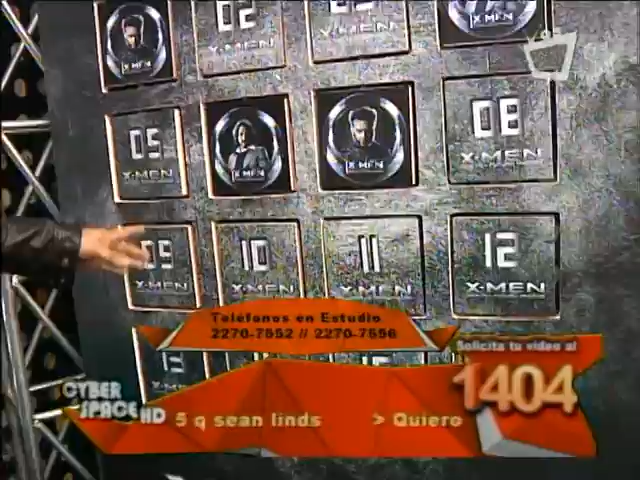 02
X-MEN
X-MEN
X-MEN
05
X-MEN
X-MEN
X-MEN
08
X-MEN
09
X-MEN
10
X-MEN
11
X-MEN
12
X-MEN
Teléfonos en Estudio
2270-7552 // 2270-7556
Solicita tu video al
1404
CYBER
SPACE HD
5 q sean linds
> Quiero